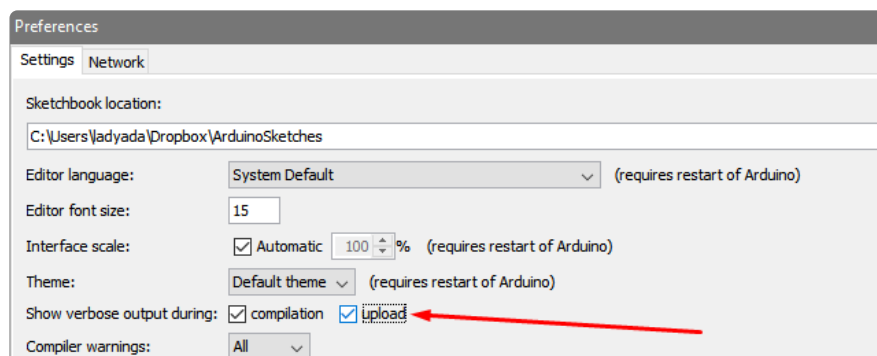 Preferences
Settings Network
Sketchbook location:
C:\Users\ladyada\Dropbox\ArduinoSketches
Editor language: System Default (requires restart of Arduino)
Editor font size: 15
Interface scale: Automatic 100 % (requires restart of Arduino)
Theme: Default theme (requires restart of Arduino)
Show verbose output during: compilation upload
Compiler warnings: All